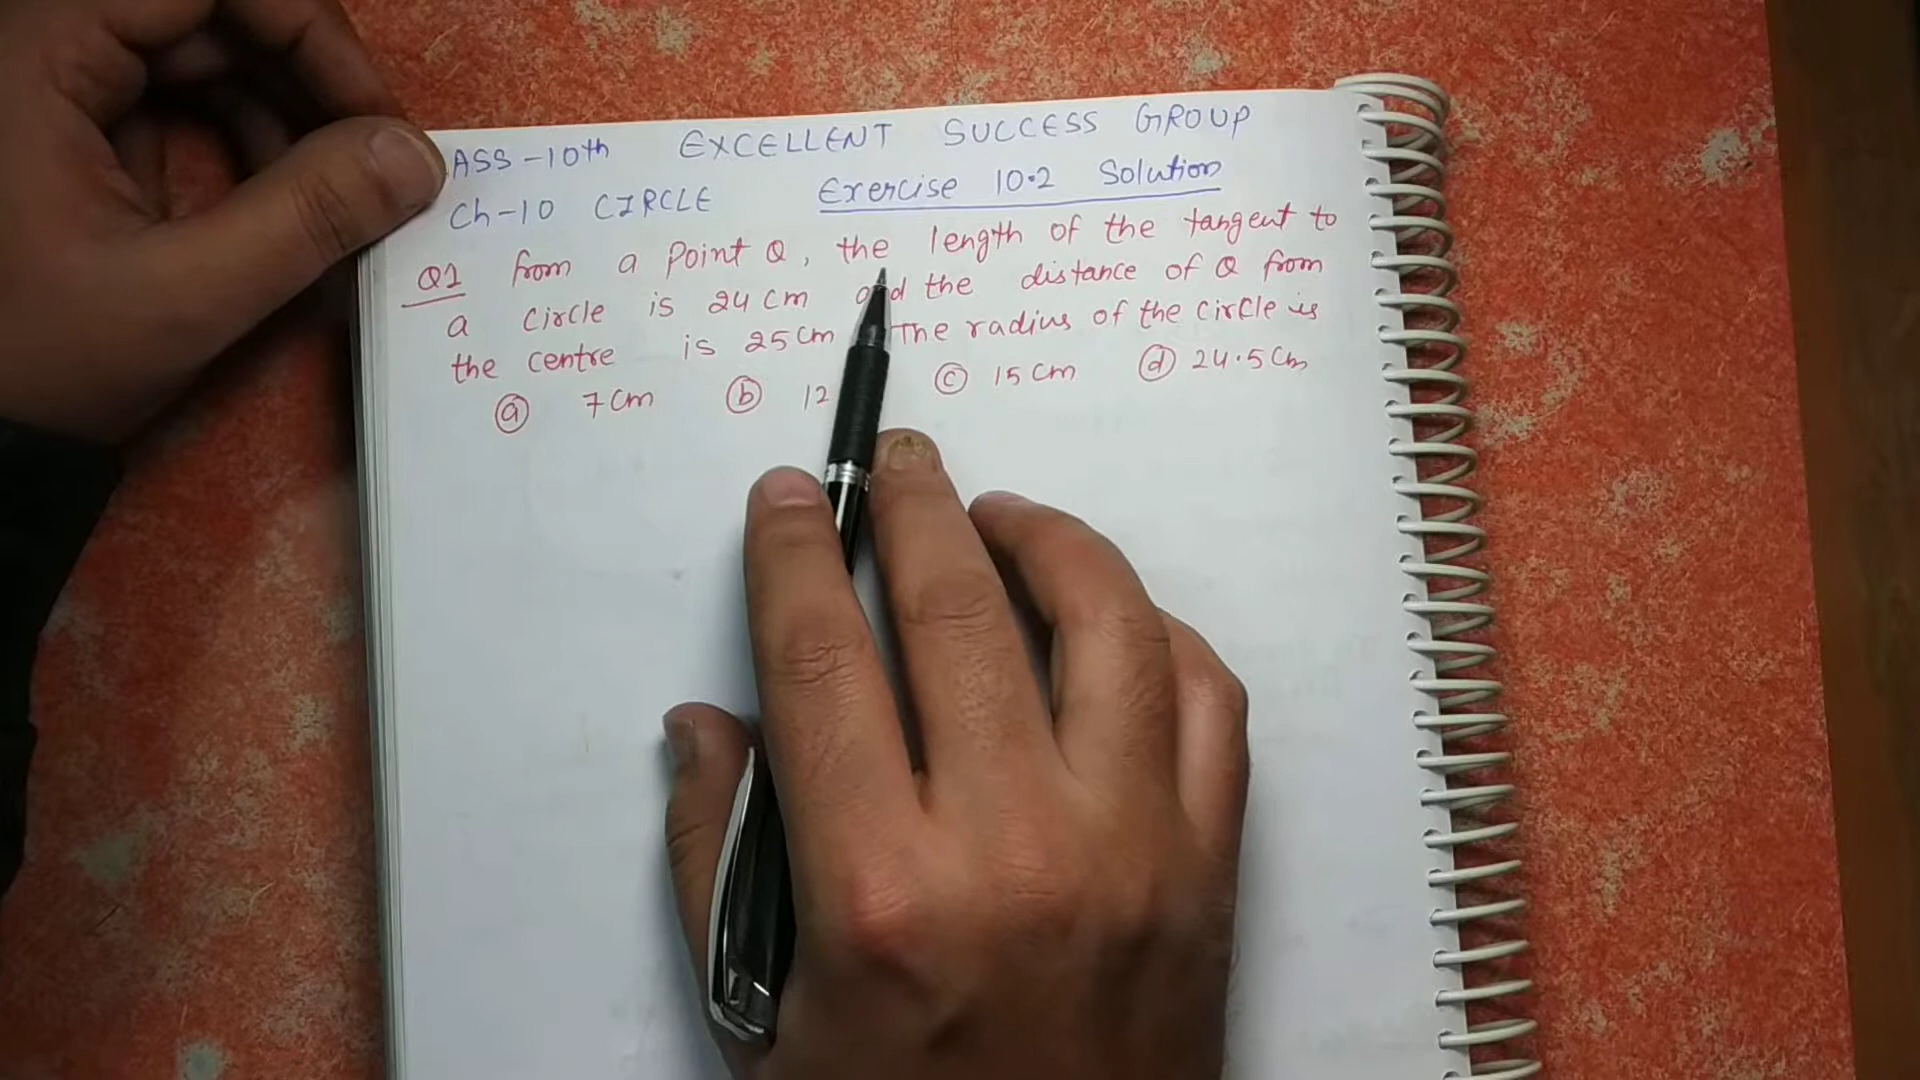 ASS-10th EXCELLENT SUCCESS GROUP
Ch-10 CIRCLE Exercise 10.2 Solution
Q1 from a Point Q, the length of the tangent to
a circle is 24 cm and the distance of Q from
the centre is 25cm The radius of the circle is
(a) 7 cm (b) 12 (c) 15 cm (d) 24.5 cm